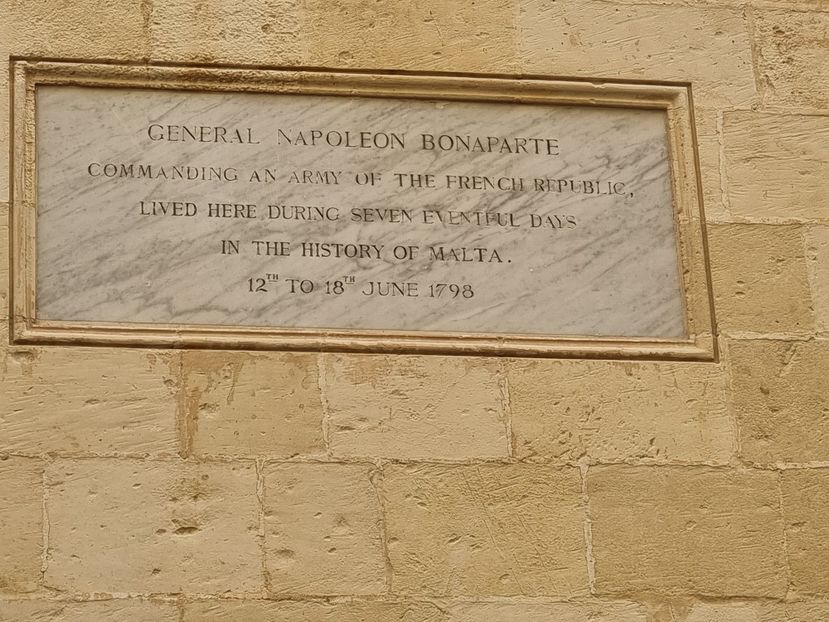 GENERAL NAPOLEON BONAPARTE
COMMANDING AN ARMY OF THE FRENCH REPUBLIC,
LIVED HERE DURING SEVEN EVENTFUL DAYS
IN THE HISTORY OF MALTA.
12TH TO 18TH JUNE 1798